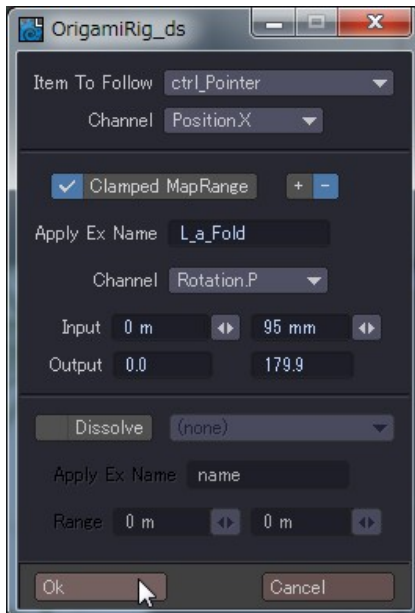 OrigamiRig_ds
Item To Follow ctrl_Pointer
Channel Position.X
Clamped MapRange + -
Apply Ex Name L_a_Fold
Channel Rotation.P
Input 0 m 95 mm
Output 0.0 179.9
Dissolve (none)
Apply Ex Name name
Range 0 m 0 m
Ok Cancel